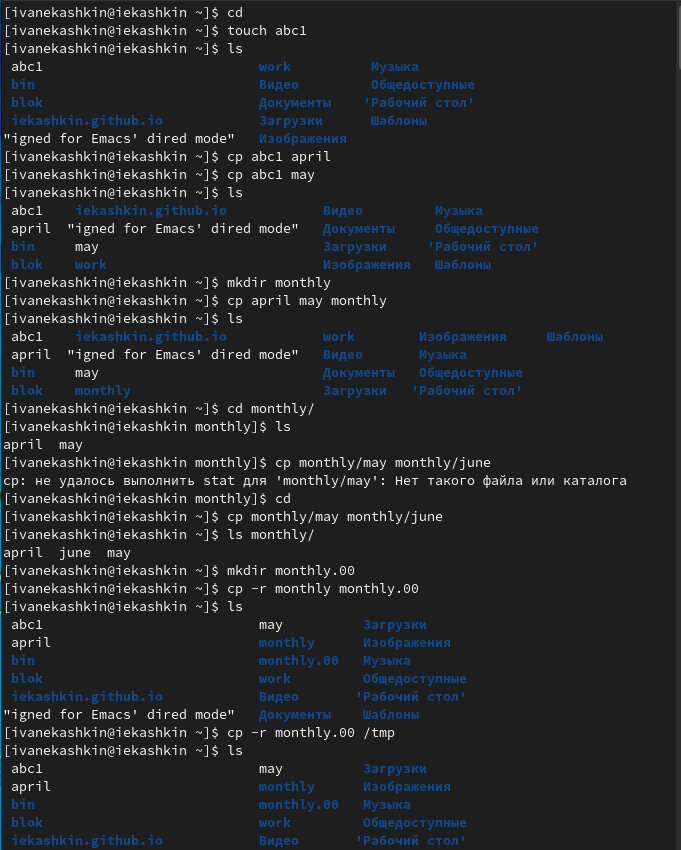 [ivanekashkin@iekashkin ~]$ cd
[ivanekashkin@iekashkin ~]$ touch abc1
[ivanekashkin@iekashkin ~]$ ls
abc1 work Музыка
bin Видео Общедоступные
blok Документы 'Рабочий стол'
iekashkin.github.io Загрузки Шаблоны
"igned for Emacs' dired mode" Изображения
[ivanekashkin@iekashkin ~]$ cp abc1 april
[ivanekashkin@iekashkin ~]$ cp abc1 may
[ivanekashkin@iekashkin ~]$ ls
abc1 iekashkin.github.io Видео Музыка
april "igned for Emacs' dired mode" Документы Общедоступные
bin may Загрузки 'Рабочий стол'
blok work Изображения Шаблоны
[ivanekashkin@iekashkin ~]$ mkdir monthly
[ivanekashkin@iekashkin ~]$ cp april may monthly
[ivanekashkin@iekashkin ~]$ ls
abc1 iekashkin.github.io work Изображения Шаблоны
april "igned for Emacs' dired mode" Видео Музыка
bin may Документы Общедоступные
blok monthly Загрузки 'Рабочий стол'
[ivanekashkin@iekashkin ~]$ cd monthly/
[ivanekashkin@iekashkin monthly]$ ls
april may
[ivanekashkin@iekashkin monthly]$ cp monthly/may monthly/june
cp: не удалось выполнить stat для 'monthly/may': Нет такого файла или каталога
[ivanekashkin@iekashkin monthly]$ cd
[ivanekashkin@iekashkin ~]$ cp monthly/may monthly/june
[ivanekashkin@iekashkin ~]$ ls monthly/
april june may
[ivanekashkin@iekashkin ~]$ mkdir monthly.00
[ivanekashkin@iekashkin ~]$ cp -r monthly monthly.00
[ivanekashkin@iekashkin ~]$ ls
abc1 may Загрузки
april monthly Изображения
bin monthly.00 Музыка
blok work Общедоступные
iekashkin.github.io Видео 'Рабочий стол'
"igned for Emacs' dired mode" Документы Шаблоны
[ivanekashkin@iekashkin ~]$ cp -r monthly.00 /tmp
[ivanekashkin@iekashkin ~]$ ls
abc1 may Загрузки
april monthly Изображения
bin monthly.00 Музыка
blok work Общедоступные
iekashkin.github.io Видео 'Рабочий стол'